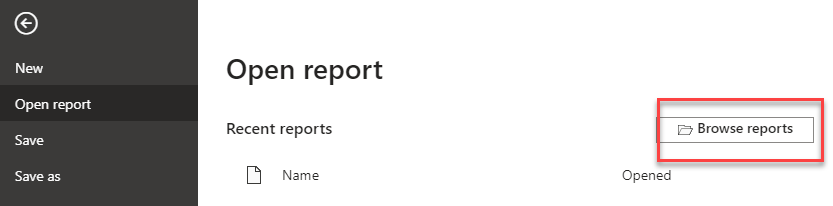 New
Open report
Save
Save as
Open report
Recent reports
Browse reports
Name Opened